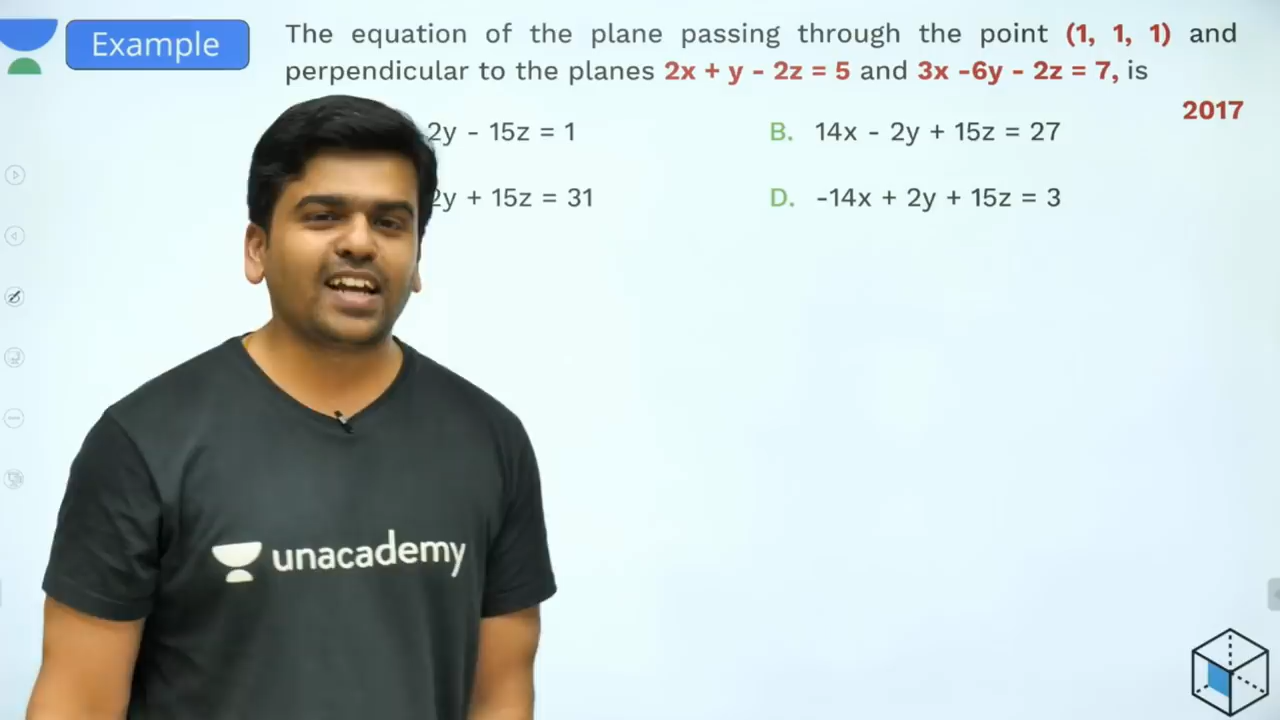 Example
The equation of the plane passing through the point (1, 1, 1) and
perpendicular to the planes 2x + y - 2z = 5 and 3x -6y - 2z = 7, is
2017
2y - 15z = 1
B. 14x - 2y + 15z = 27
2y + 15z = 31
D. -14x + 2y + 15z = 3
unacademy